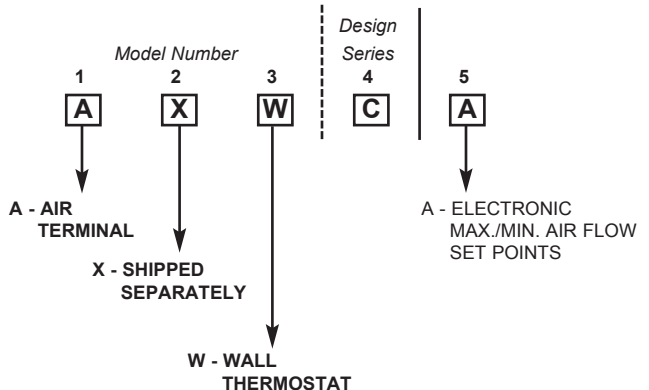 Design
Model Number Series
1 2 3 4 5
A X W C A
A - AIR
TERMINAL
A - ELECTRONIC
MAX./MIN. AIR FLOW
SET POINTS
X - SHIPPED
SEPARATELY
W - WALL
THERMOSTAT